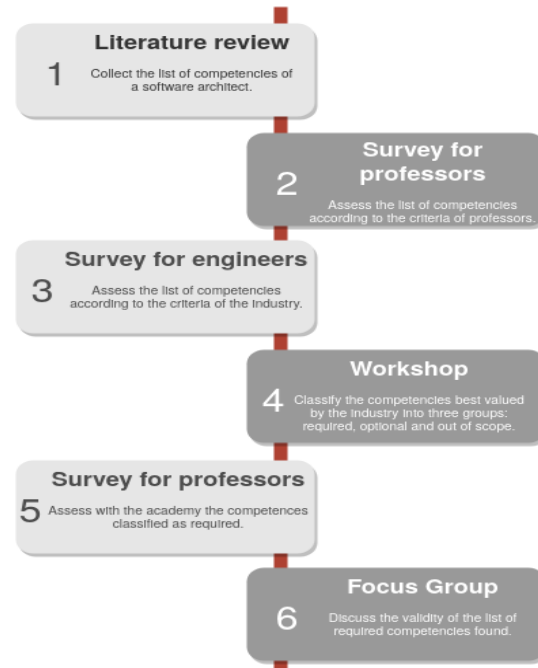 Literature review
1
Collect the list of competencies of
a software architect.
Survey for
professors
2
Assess the list of competencies
according to the criteria of professors.
Survey for engineers
3
Assess the list of competencies
according to the criteria of the industry.
Workshop
4
Classify the competencies best valued
by the industry into three groups:
required, optional and out of scope.
Survey for professors
5
Assess with the academy the competences
classified as required.
Focus Group
6
Discuss the validity of the list of
required competencies found.